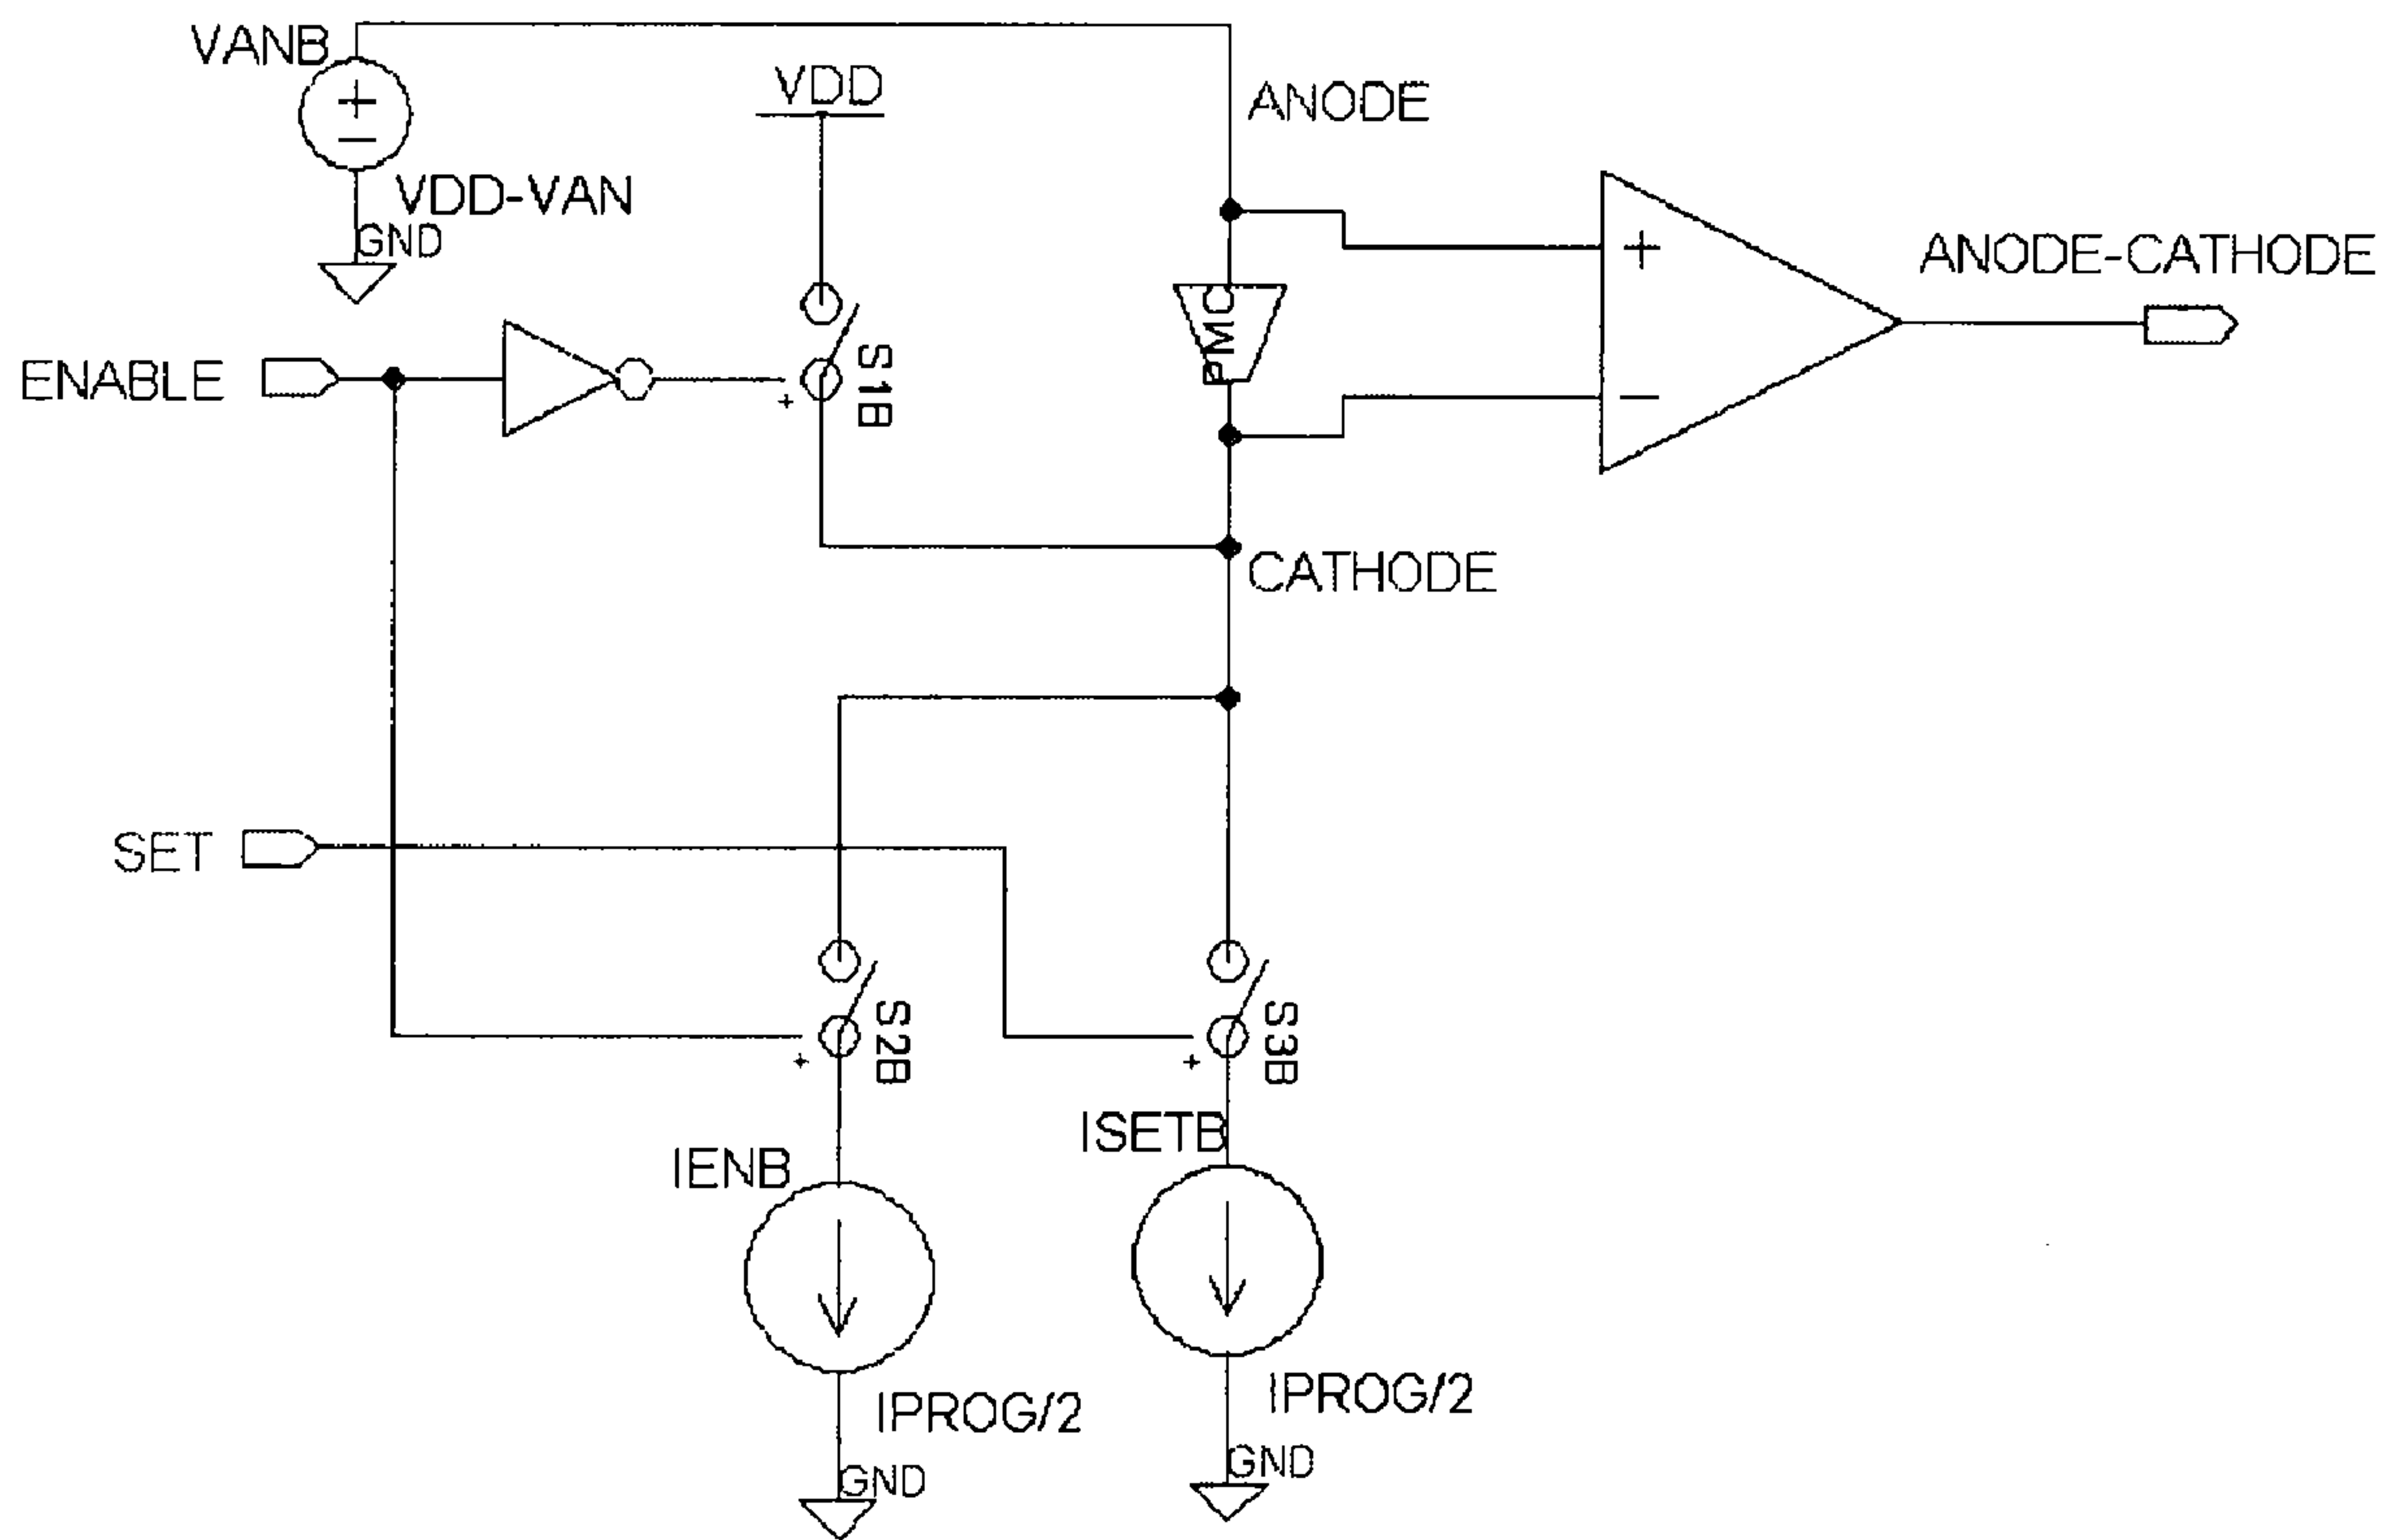 VANB
VDD
ANODE
VDD-VAN
GND
ANODE-CATHODE
ENABLE
S1B
PMC
CATHODE
SET
S2B
S3B
ISETB
IENB
IPROG/2
IPROG/2
GND
GND